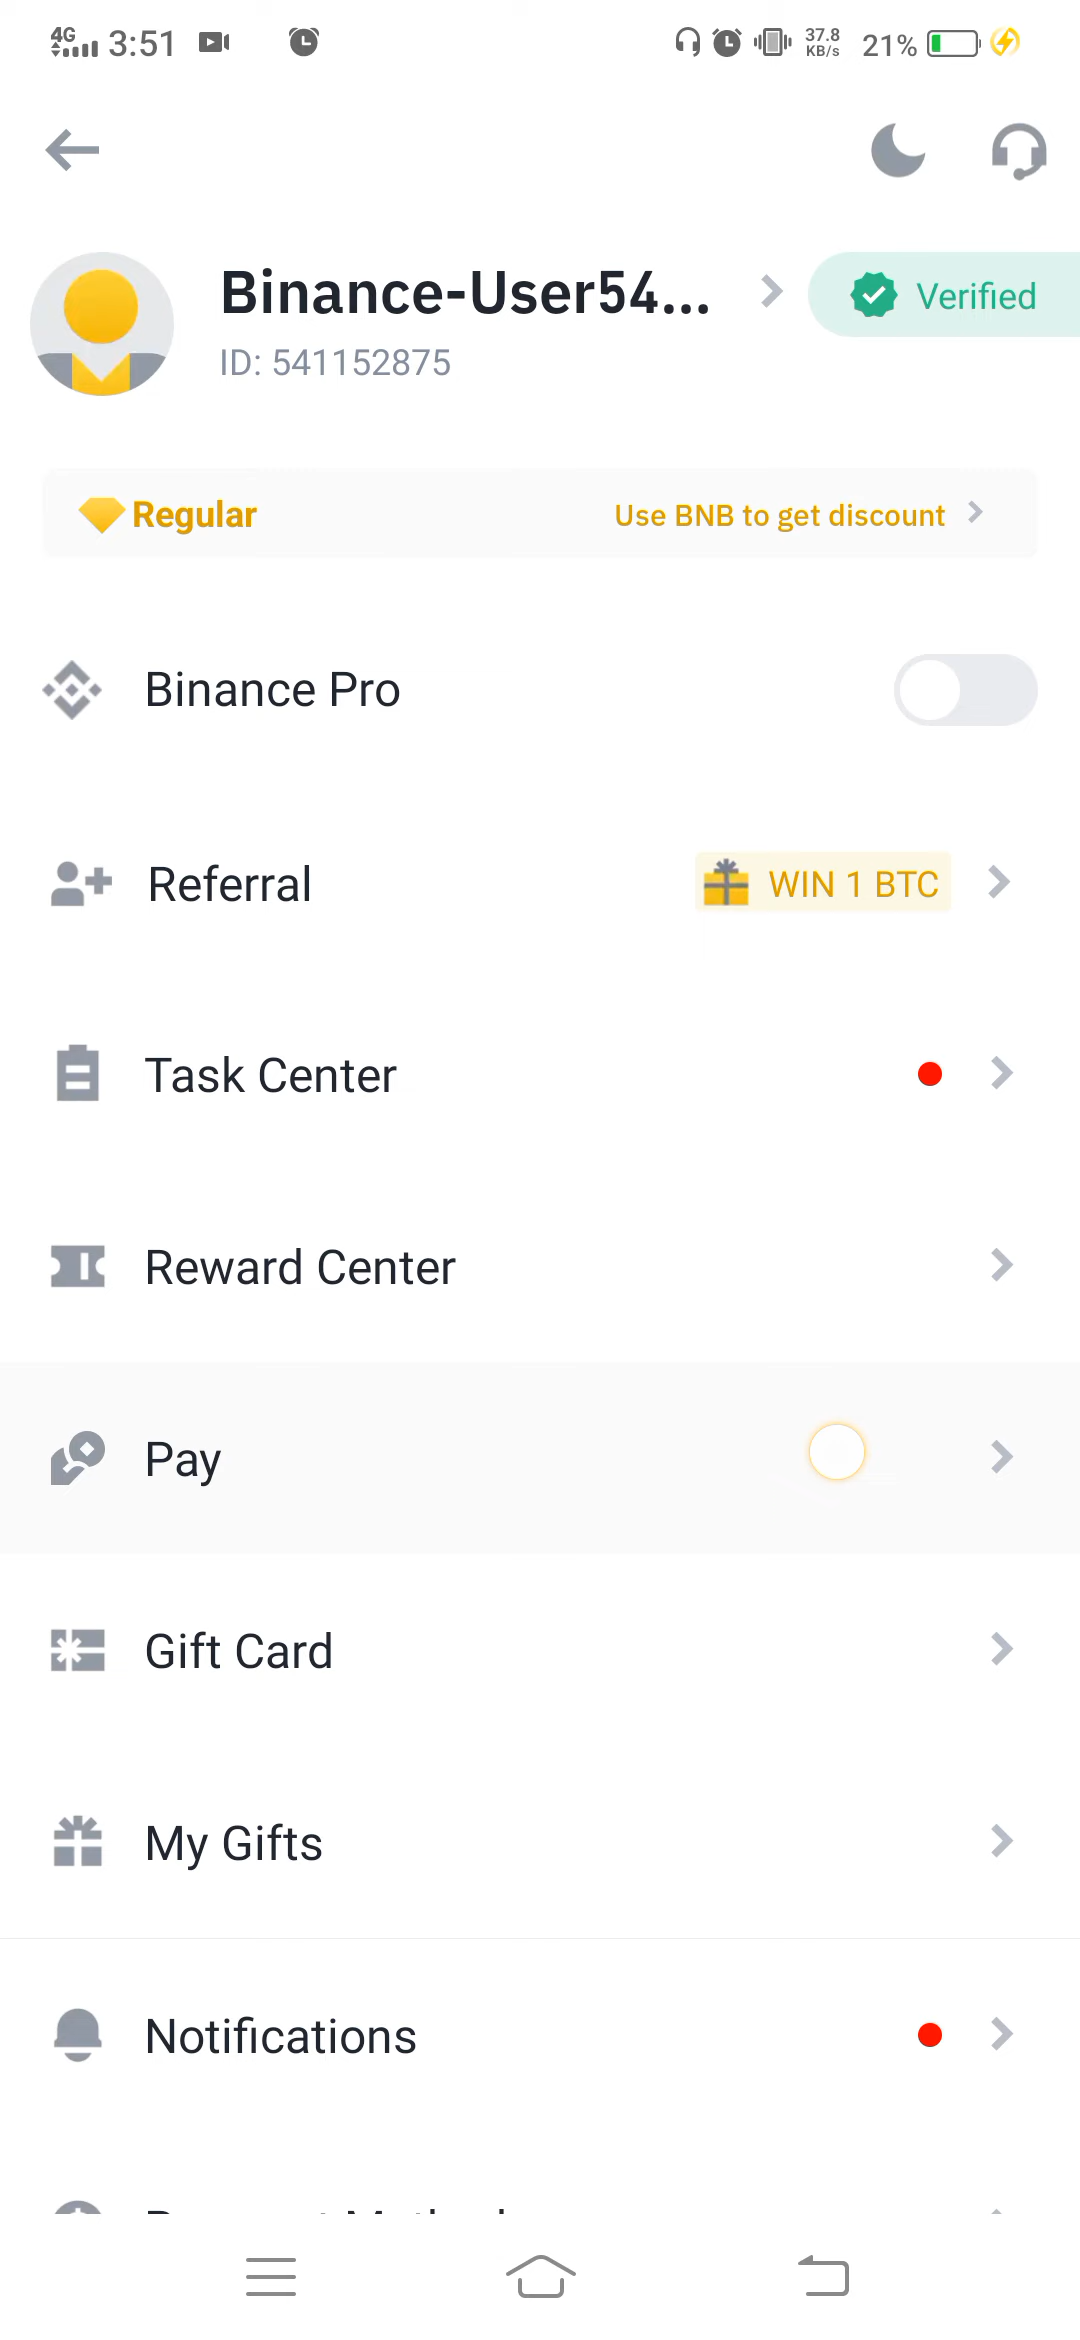 4G 3:51 37.8 KB/s 21%
Binance-User54...
Verified
ID: 541152875
Regular
Use BNB to get discount
Binance Pro
Referral
WIN 1 BTC
Task Center
Reward Center
Pay
Gift Card
My Gifts
Notifications